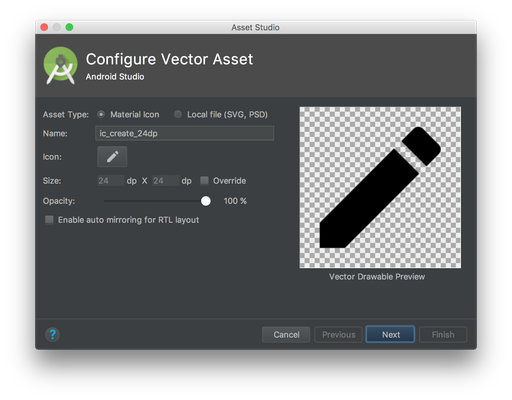 Asset Studio
Configure Vector Asset
Android Studio
Asset Type: Material Icon Local file (SVG, PSD)
Name: ic_create_24dp
Icon:
Size: 24 dp X 24 dp Override
Opacity: 100 %
Enable auto mirroring for RTL layout
Vector Drawable Preview
? Cancel Previous Next Finish